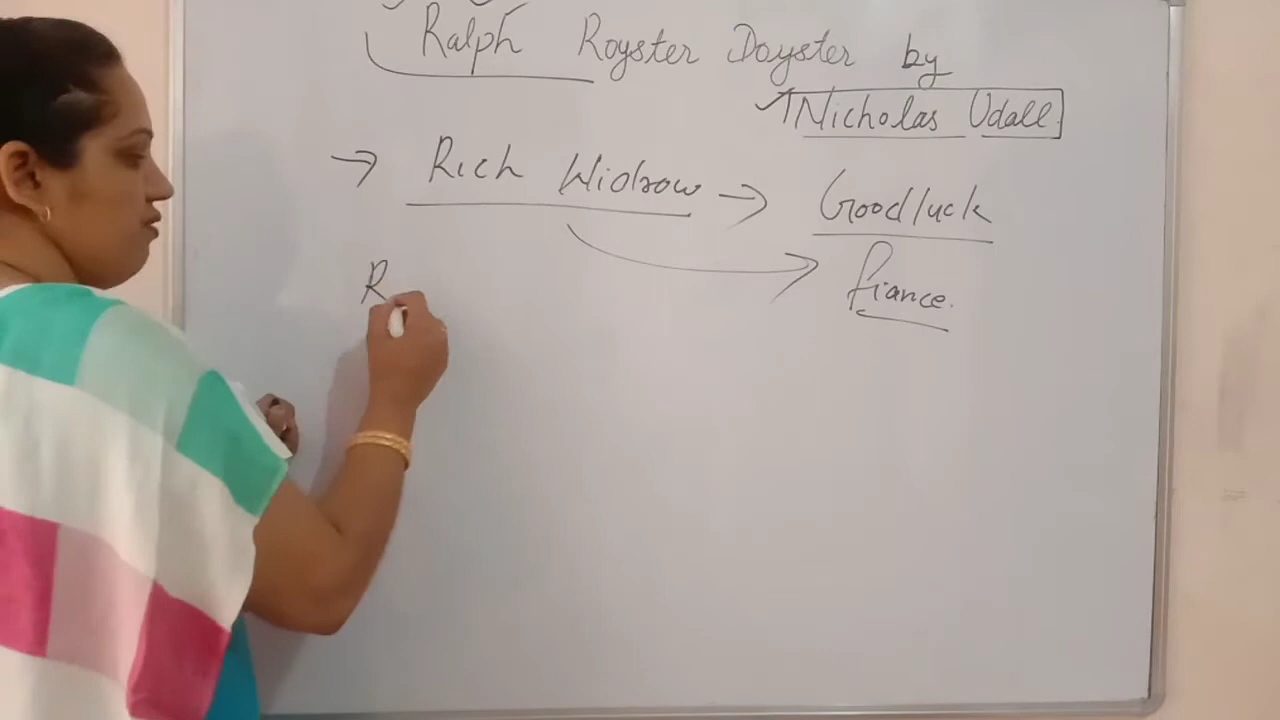 Ralph Royster Doyster by
Nicholas Udall.
→ Rich Widow → Goodluck
fiance.
R